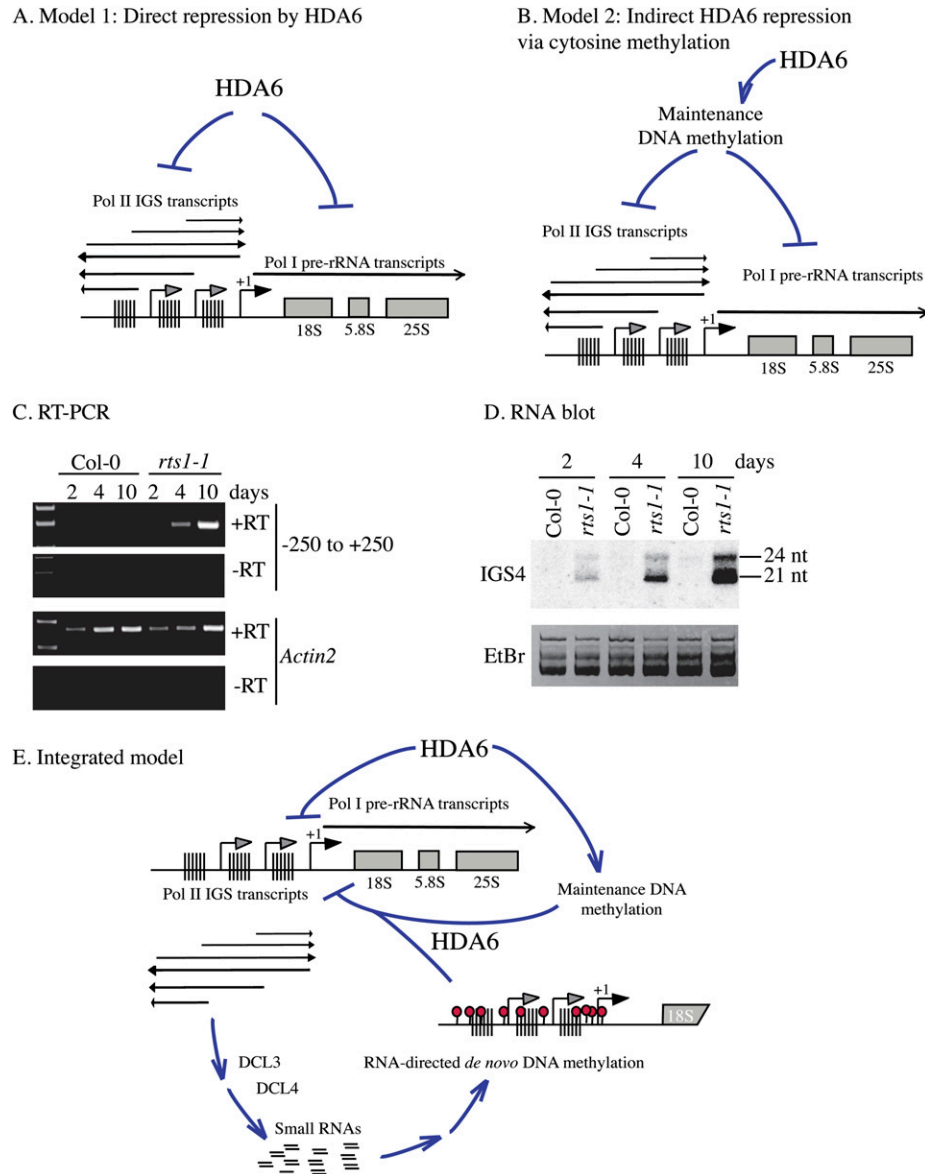 A. Model 1: Direct repression by HDA6
HDA6
Pol II IGS transcripts
Pol I pre-rRNA transcripts
+1
18S 5.8S 25S
B. Model 2: Indirect HDA6 repression
via cytosine methylation
HDA6
Maintenance
DNA methylation
Pol II IGS transcripts
Pol I pre-rRNA transcripts
+1
18S 5.8S 25S
C. RT-PCR
Col-0 rts1-1
2 4 10 2 4 10 days
+RT
-250 to +250
-RT
+RT
Actin2
-RT
D. RNA blot
2 4 10 days
Col-0 rts1-1 Col-0 rts1-1 Col-0 rts1-1
IGS4
24 nt
21 nt
EtBr
E. Integrated model
HDA6
Pol I pre-rRNA transcripts
+1
18S 5.8S 25S
Pol II IGS transcripts
Maintenance DNA
methylation
HDA6
+1
18S
RNA-directed de novo DNA methylation
DCL3
DCL4
Small RNAs